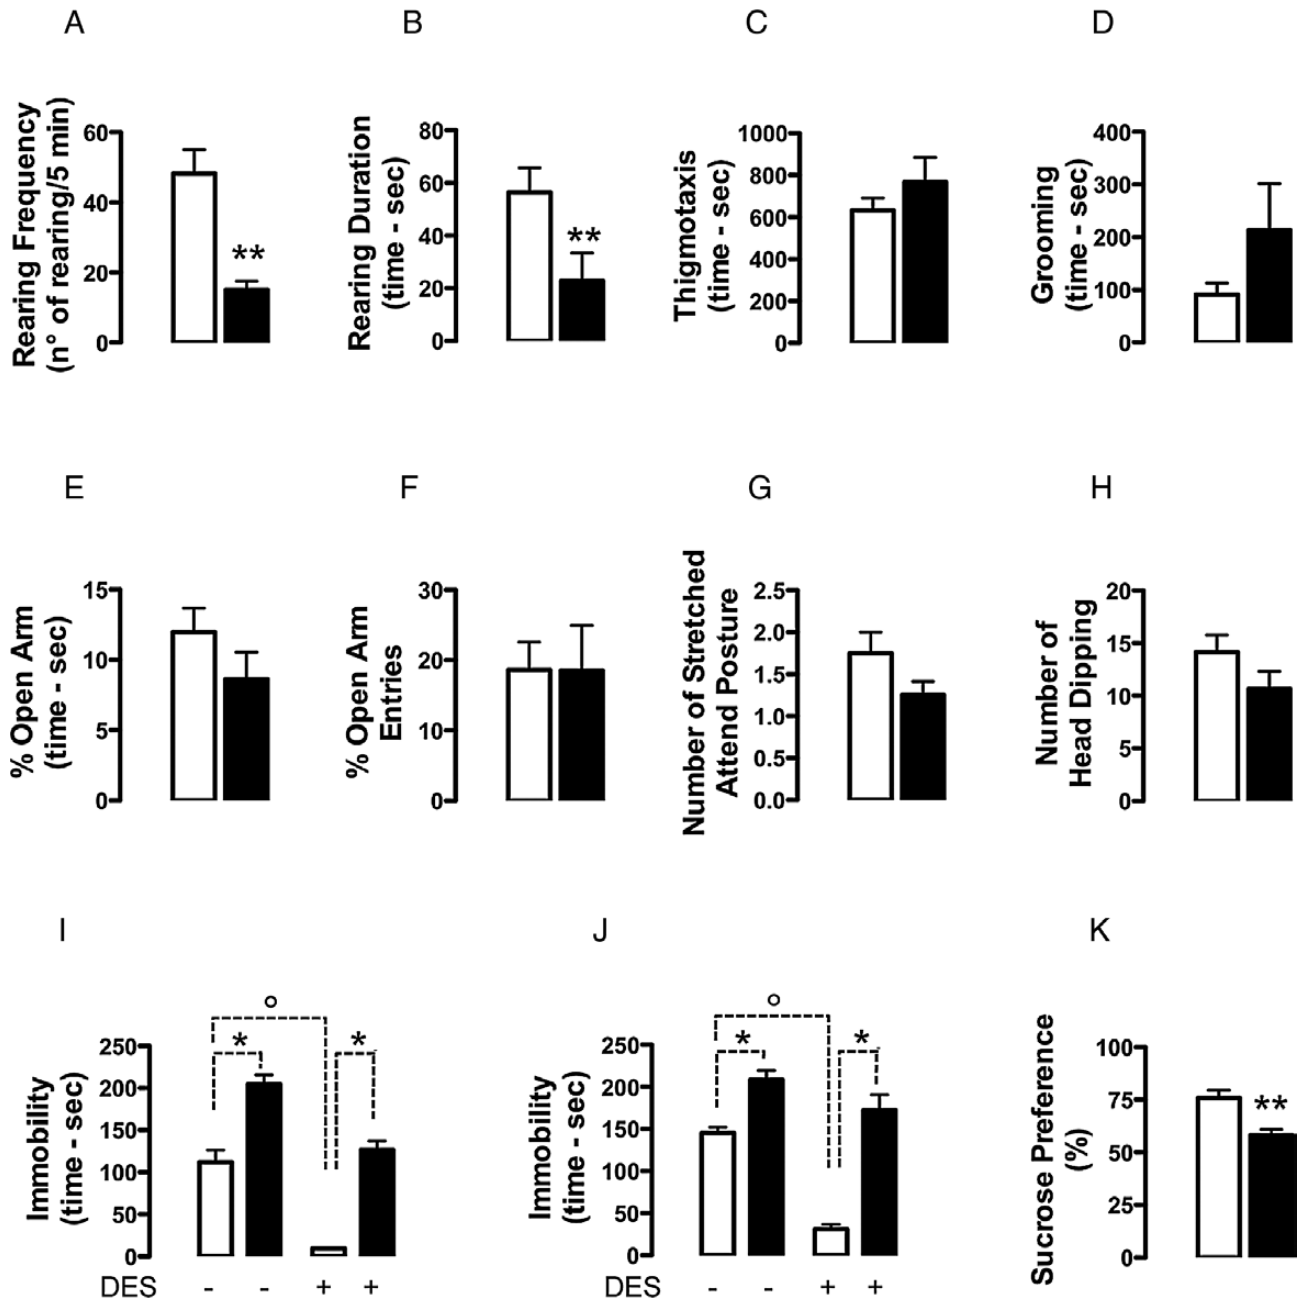 A
B
C
D
Rearing Frequency
(n° of rearing/5 min)
60
40
20
0
**
Rearing Duration
(time - sec)
80
60
40
20
0
**
Thigmotaxis
(time - sec)
1000
800
600
400
200
0
Grooming
(time - sec)
400
300
200
100
0
E
F
G
H
% Open Arm
(time - sec)
15
10
5
0
% Open Arm
Entries
30
20
10
0
Number of Stretched
Attend Posture
2.5
2.0
1.5
1.0
0.5
0.0
Number of
Head Dipping
20
15
10
5
0
I
J
K
Immobility
(time - sec)
250
200
150
100
50
0
°
*
*
DES - - + +
Immobility
(time - sec)
250
200
150
100
50
0
°
*
*
DES - - + +
Sucrose Preference
(%)
100
75
50
25
0
**